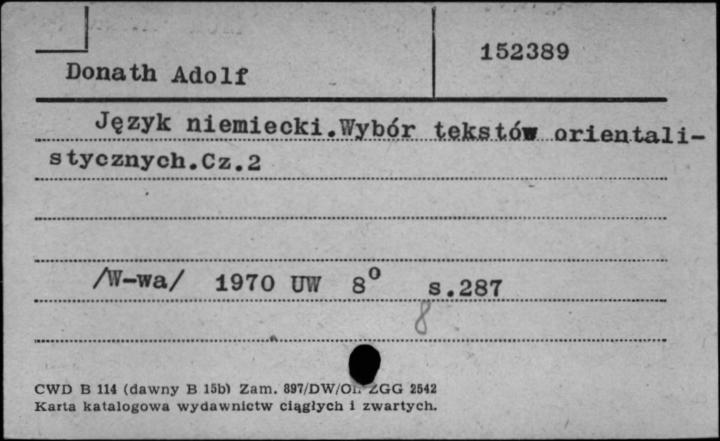 152389
Donath Adolf
Język niemiecki.Wybór tekstów orientali-
stycznych.Cz.2
/W-wa/ 1970 UW 8⁰ s.287
8
CWD B 114 (dawny B 15b) Zam. 897/DW/OL ZGG 2542
Karta katalogowa wydawnictw ciągłych i zwartych.